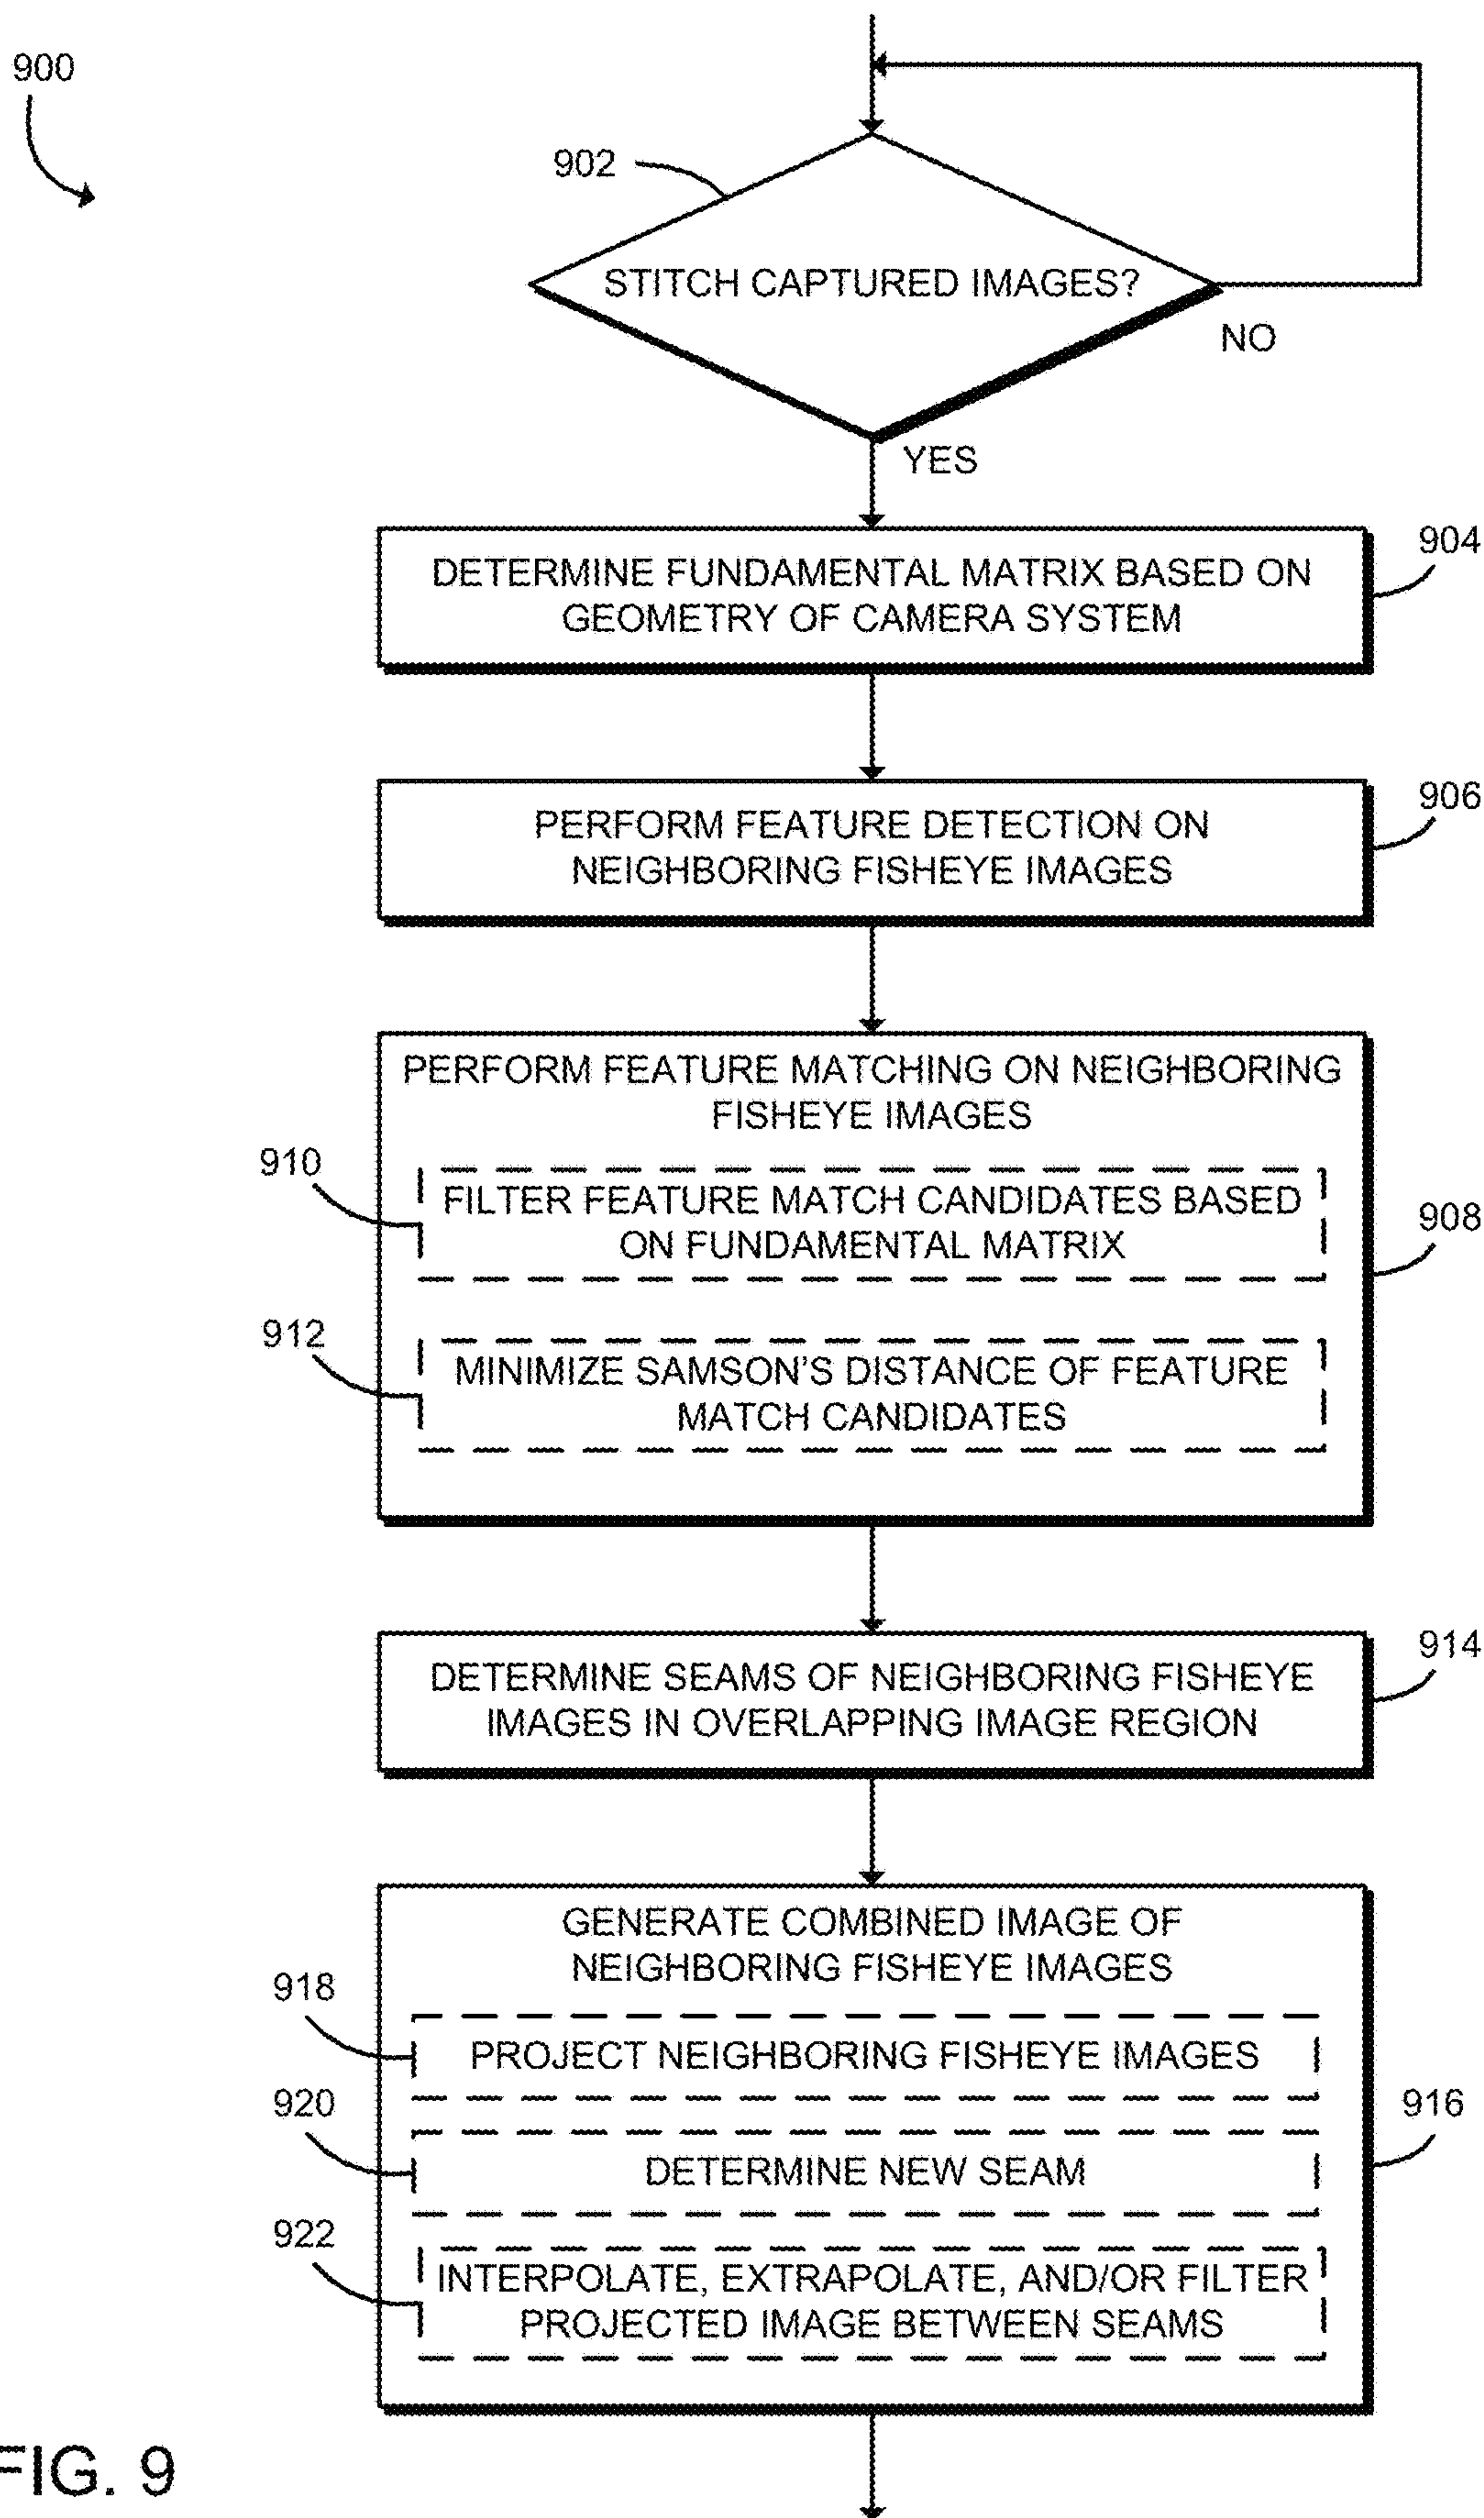 900
902
STITCH CAPTURED IMAGES?
NO
YES
904
DETERMINE FUNDAMENTAL MATRIX BASED ON
GEOMETRY OF CAMERA SYSTEM
906
PERFORM FEATURE DETECTION ON
NEIGHBORING FISHEYE IMAGES
PERFORM FEATURE MATCHING ON NEIGHBORING
FISHEYE IMAGES
910
FILTER FEATURE MATCH CANDIDATES BASED
ON FUNDAMENTAL MATRIX
908
912
MINIMIZE SAMSON'S DISTANCE OF FEATURE
MATCH CANDIDATES
914
DETERMINE SEAMS OF NEIGHBORING FISHEYE
IMAGES IN OVERLAPPING IMAGE REGION
GENERATE COMBINED IMAGE OF
NEIGHBORING FISHEYE IMAGES
918
PROJECT NEIGHBORING FISHEYE IMAGES
920
916
DETERMINE NEW SEAM
922
INTERPOLATE, EXTRAPOLATE, AND/OR FILTER
PROJECTED IMAGE BETWEEN SEAMS
FIG. 9